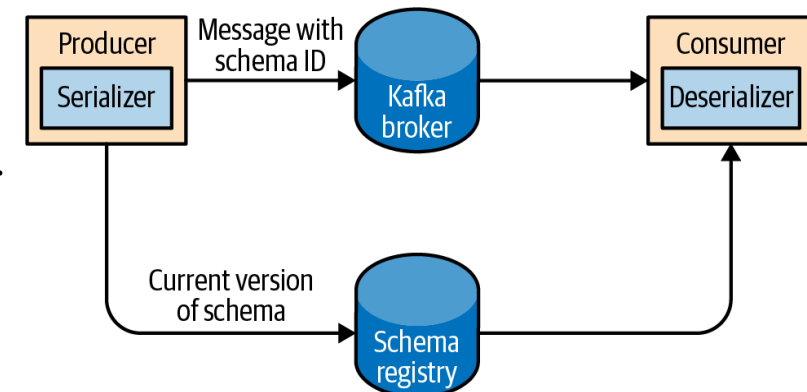 Producer
Serializer
Message with
schema ID
Kafka
broker
Consumer
Deserializer
Current version
of schema
Schema
registry